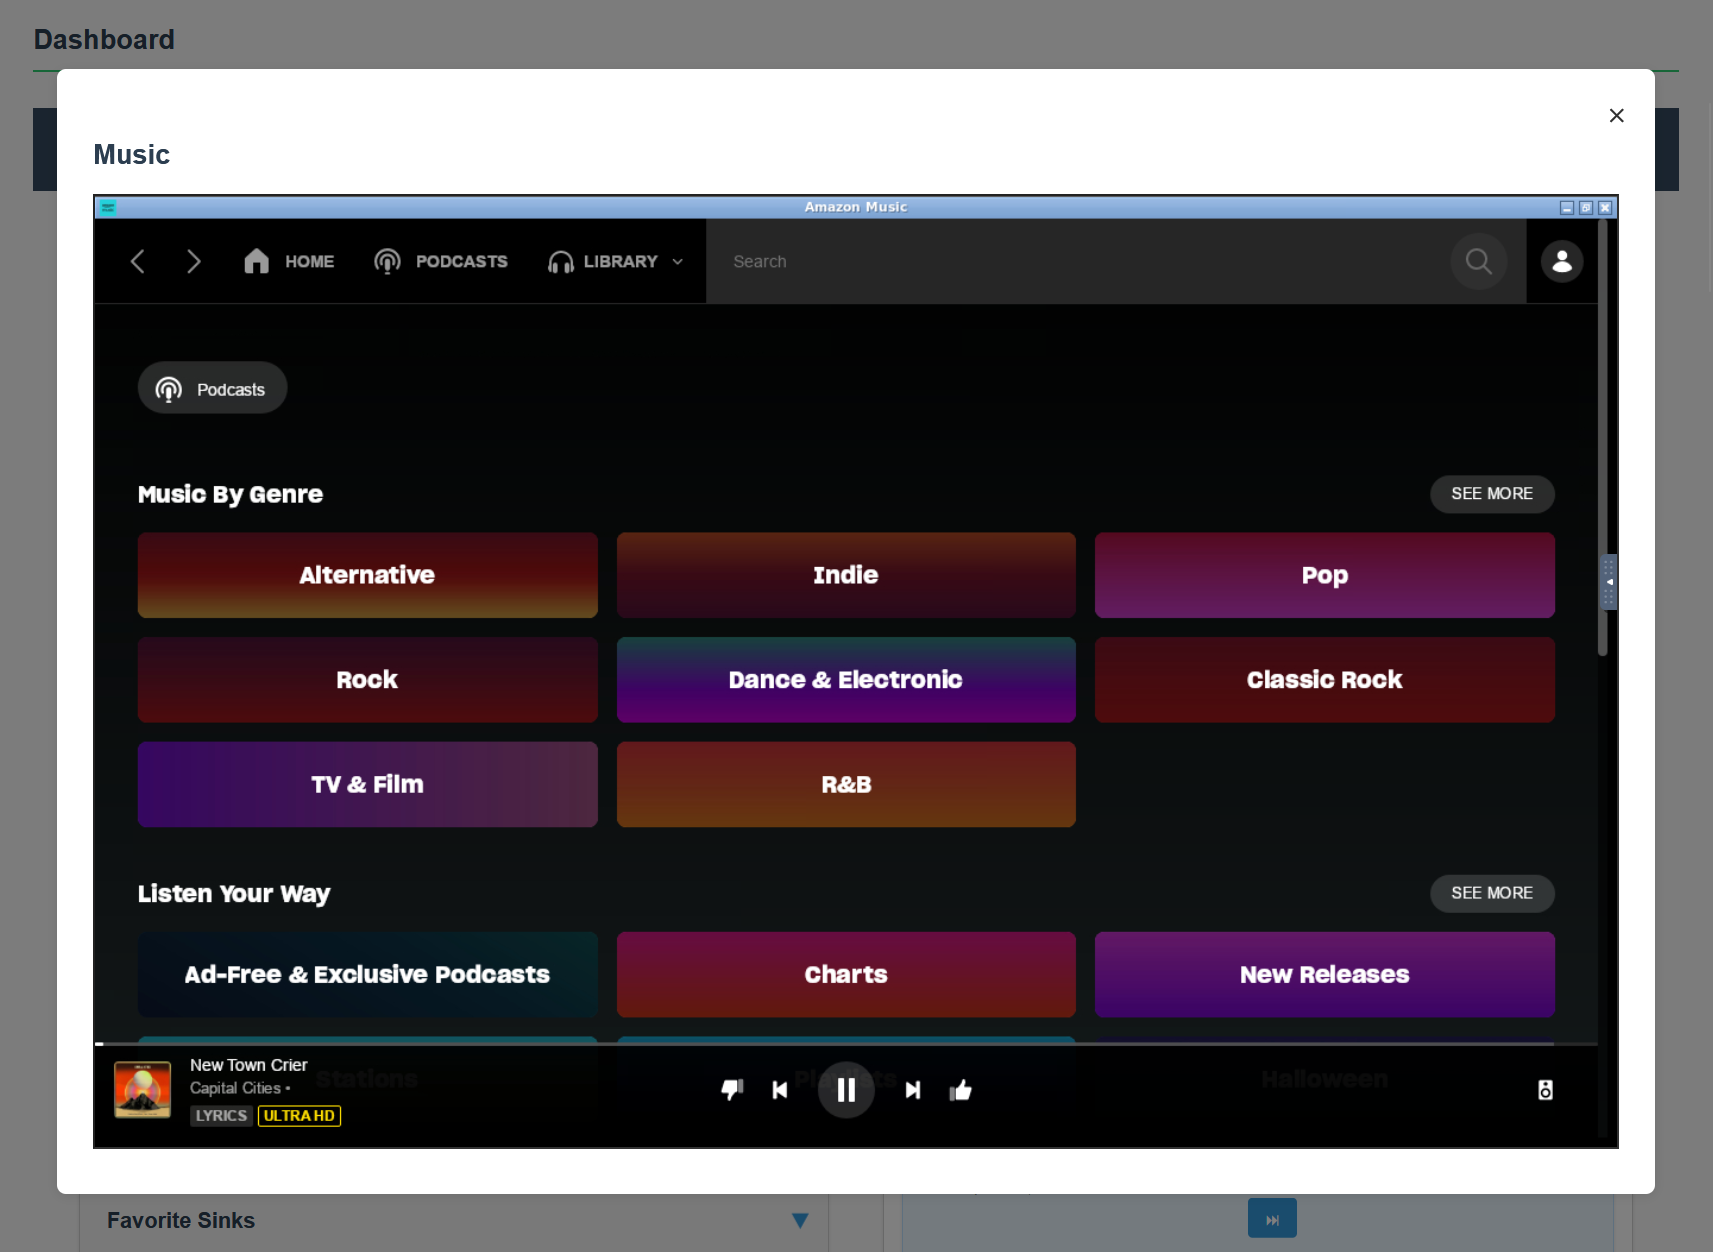 Dashboard
Music
Amazon Music
HOME
PODCASTS
LIBRARY
Search
Podcasts
Music By Genre
SEE MORE
Alternative
Indie
Pop
Rock
Dance & Electronic
Classic Rock
TV & Film
R&B
Listen Your Way
SEE MORE
Ad-Free & Exclusive Podcasts
Charts
New Releases
Stations
Playlists
Halloween
New Town Crier
Capital Cities •
LYRICS
ULTRA HD
Favorite Sinks